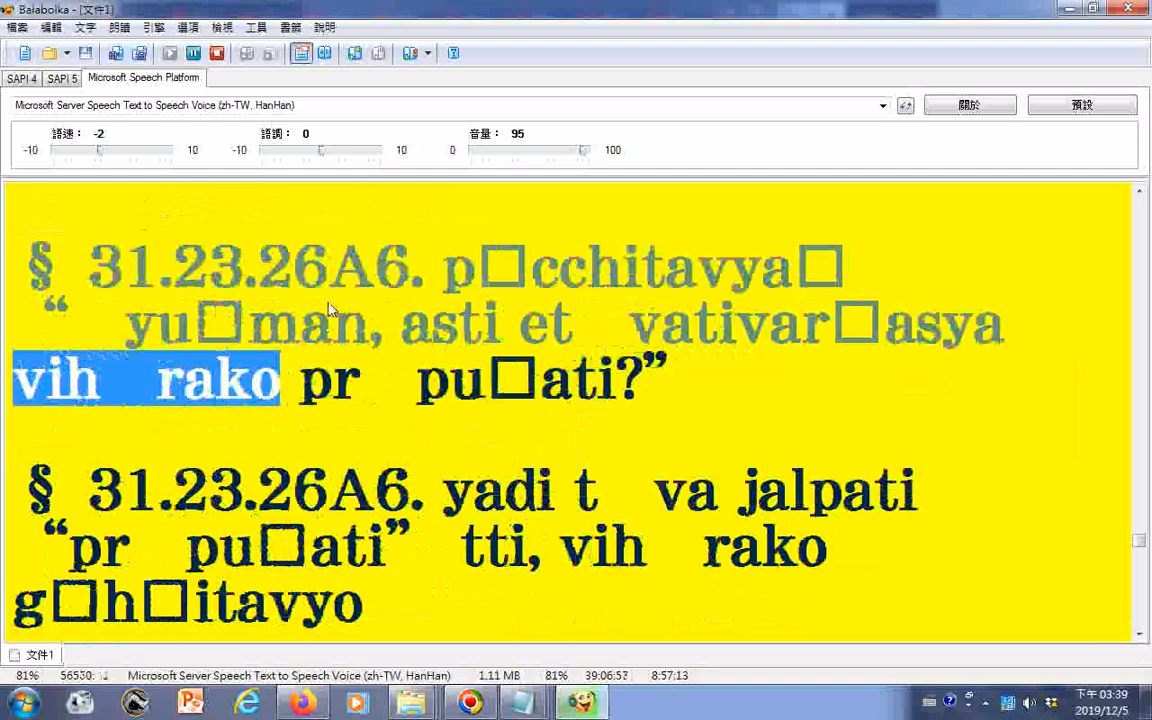 Balabolka - [文件1]
檔案 編輯 文字 朗讀 引擎 選項 檢視 工具 書籤 說明
SAPI 4 SAPI 5 Microsoft Speech Platform
Microsoft Server Speech Text to Speech Voice (zh-TW, HanHan) 關於 預設
語速： -2 語調： 0 音量： 95
-10 10 -10 10 0 100
§ 31.23.26A6. p□cchitavya□
“ yu□man, asti et vativar□asya
vih rako pr pu□ati?”
§ 31.23.26A6. yadi t va jalpati
“pr pu□ati” tti, vih rako
g□h□itavyo
文件1
81% Microsoft Server Speech Text to Speech Voice (zh-TW, HanHan) 1.11 MB 81% 39:06:53 8:57:13
下午 03:39
2019/12/5